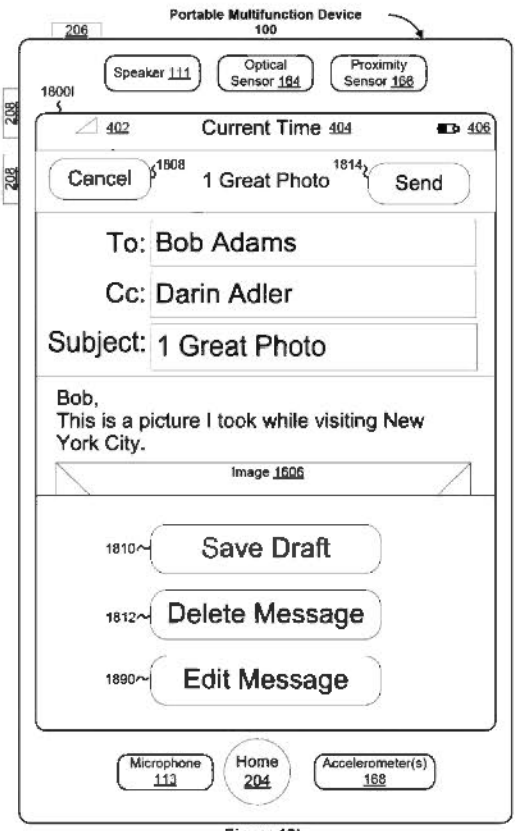 Portable Multifunction Device
100
206
Speaker 111
Optical
Sensor 164
Proximity
Sensor 166
1800I
208
402
Current Time 404
406
208
Cancel
1808
1 Great Photo
1814
Send
To: Bob Adams
Cc: Darin Adler
Subject: 1 Great Photo
Bob,
This is a picture I took while visiting New
York City.
Image 1606
1810
Save Draft
1812
Delete Message
1890
Edit Message
Microphone
113
Home
204
Accelerometer(s)
168